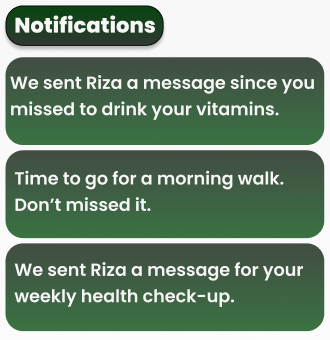 Notifications
We sent Riza a message since you
missed to drink your vitamins.
Time to go for a morning walk.
Don’t missed it.
We sent Riza a message for your
weekly health check-up.